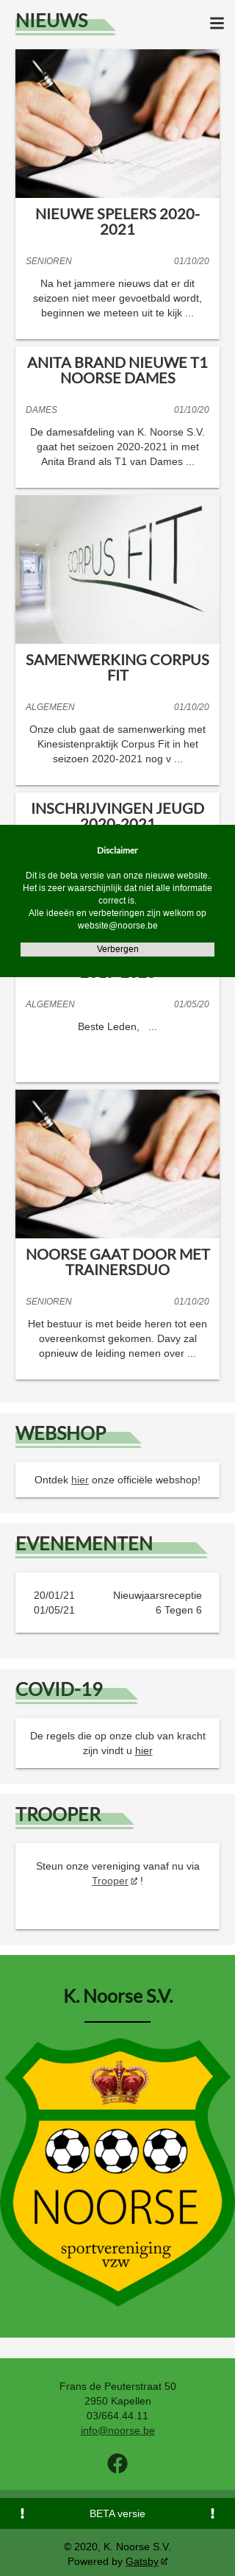 NIEUWS
NIEUWE SPELERS 2020-
2021
SENIOREN 01/10/20
Na het jammere nieuws dat er dit
seizoen niet meer gevoetbald wordt,
beginnen we meteen uit te kijk ...
ANITA BRAND NIEUWE T1
NOORSE DAMES
DAMES 01/10/20
De damesafdeling van K. Noorse S.V.
gaat het seizoen 2020-2021 in met
Anita Brand als T1 van Dames ...
CORPUS FIT
SAMENWERKING CORPUS
FIT
ALGEMEEN 01/10/20
Onze club gaat de samenwerking met
Kinesistenpraktijk Corpus Fit in het
seizoen 2020-2021 nog v ...
INSCHRIJVINGEN JEUGD
2020-2021
Disclaimer
Dit is de beta versie van onze nieuwe website.
Het is zeer waarschijnlijk dat niet alle informatie
correct is.
Alle ideeën en verbeteringen zijn welkom op
website@noorse.be
Verbergen
ALGEMEEN 01/05/20
Beste Leden, ...
NOORSE GAAT DOOR MET
TRAINERSDUO
SENIOREN 01/10/20
Het bestuur is met beide heren tot een
overeenkomst gekomen. Davy zal
opnieuw de leiding nemen over ...
WEBSHOP
Ontdek hier onze officiële webshop!
EVENEMENTEN
20/01/21 Nieuwjaarsreceptie
01/05/21 6 Tegen 6
COVID-19
De regels die op onze club van kracht
zijn vindt u hier
TROOPER
Steun onze vereniging vanaf nu via
Trooper !
K. Noorse S.V.
NOORSE
sportvereniging
vzw
Frans de Peuterstraat 50
2950 Kapellen
03/664.44.11
info@noorse.be
! BETA versie !
© 2020, K. Noorse S.V.
Powered by Gatsby